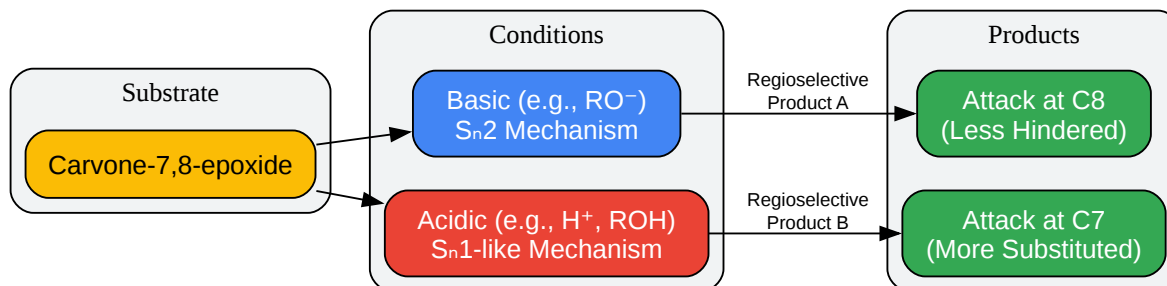 Substrate
Carvone-7,8-epoxide
Conditions
Basic (e.g., RO⁻)
Sₙ2 Mechanism
Acidic (e.g., H⁺, ROH)
Sₙ1-like Mechanism
Regioselective
Product A
Regioselective
Product B
Products
Attack at C8
(Less Hindered)
Attack at C7
(More Substituted)